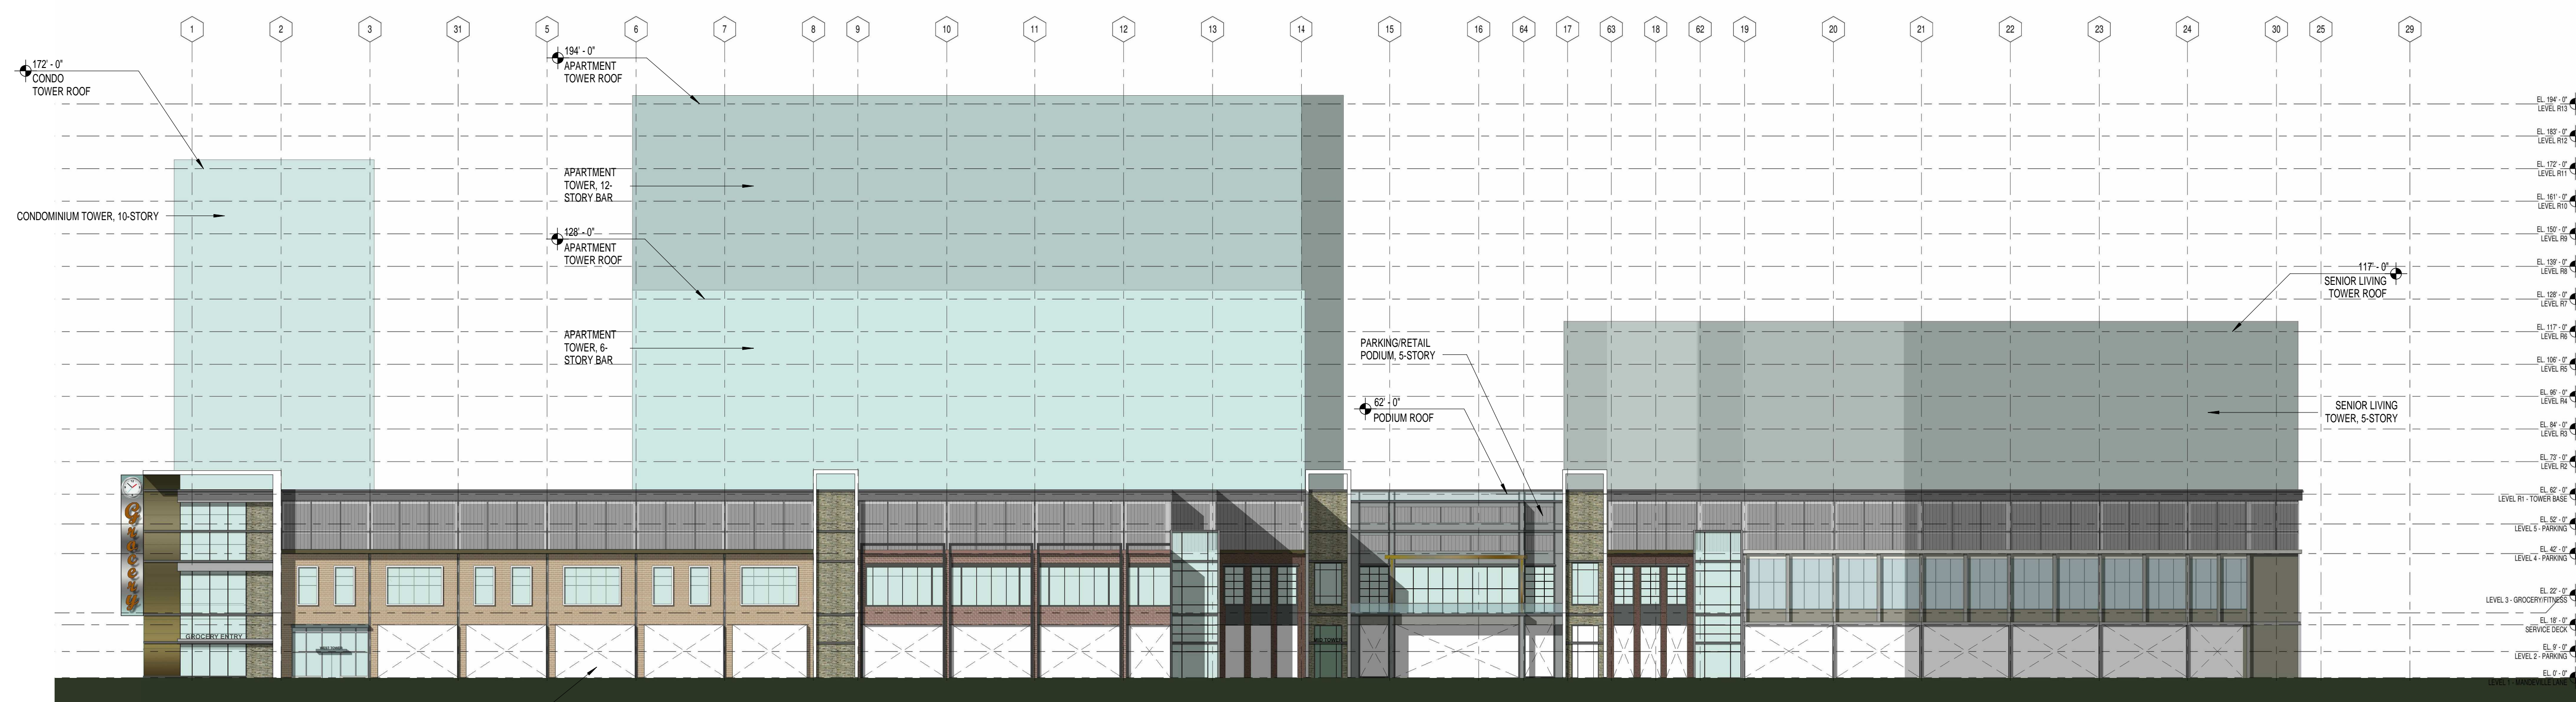 1 2 3 31 5 6 7 8 9 10 11 12 13 14 15 16 64 17 63 18 62 19 20 21 22 23 24 30 25 29
172' - 0"
CONDO
TOWER ROOF
194' - 0"
APARTMENT
TOWER ROOF
APARTMENT
TOWER, 12-
STORY BAR
CONDOMINIUM TOWER, 10-STORY
128' - 0"
APARTMENT
TOWER ROOF
APARTMENT
TOWER, 6-
STORY BAR
PARKING/RETAIL
PODIUM, 5-STORY
62' - 0"
PODIUM ROOF
117' - 0"
SENIOR LIVING
TOWER ROOF
SENIOR LIVING
TOWER, 5-STORY
EL. 194' - 0"
LEVEL R13
EL. 183' - 0"
LEVEL R12
EL. 172' - 0"
LEVEL R11
EL. 161' - 0"
LEVEL R10
EL. 150' - 0"
LEVEL R9
EL. 139' - 0"
LEVEL R8
EL. 128' - 0"
LEVEL R7
EL. 117' - 0"
LEVEL R6
EL. 106' - 0"
LEVEL R5
EL. 95' - 0"
LEVEL R4
EL. 84' - 0"
LEVEL R3
EL. 73' - 0"
LEVEL R2
EL. 62' - 0"
LEVEL R1 - TOWER BASE
EL. 52' - 0"
LEVEL 5 - PARKING
EL. 42' - 0"
LEVEL 4 - PARKING
EL. 22' - 0"
LEVEL 3 - GROCERY/FITNESS
EL. 18' - 0"
SERVICE DECK
EL. 9' - 0"
LEVEL 2 - PARKING
EL. 0' - 0"
LEVEL 1 - MANDEVILLE LANE
Grocery
GROCERY ENTRY
WEST TOWER
MID TOWER